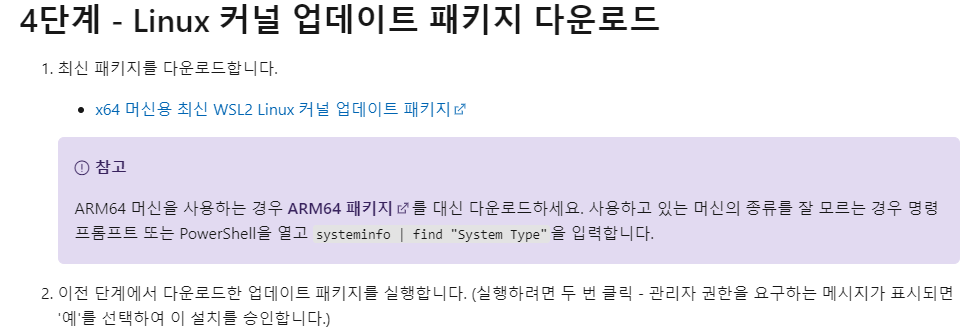 4단계 - Linux 커널 업데이트 패키지 다운로드
1. 최신 패키지를 다운로드합니다.
• x64 머신용 최신 WSL2 Linux 커널 업데이트 패키지
참고
ARM64 머신을 사용하는 경우 ARM64 패키지를 대신 다운로드하세요. 사용하고 있는 머신의 종류를 잘 모르는 경우 명령
프롬프트 또는 PowerShell을 열고 systeminfo | find "System Type"을 입력합니다.
2. 이전 단계에서 다운로드한 업데이트 패키지를 실행합니다. (실행하려면 두 번 클릭 - 관리자 권한을 요구하는 메시지가 표시되면
'예'를 선택하여 이 설치를 승인합니다.)